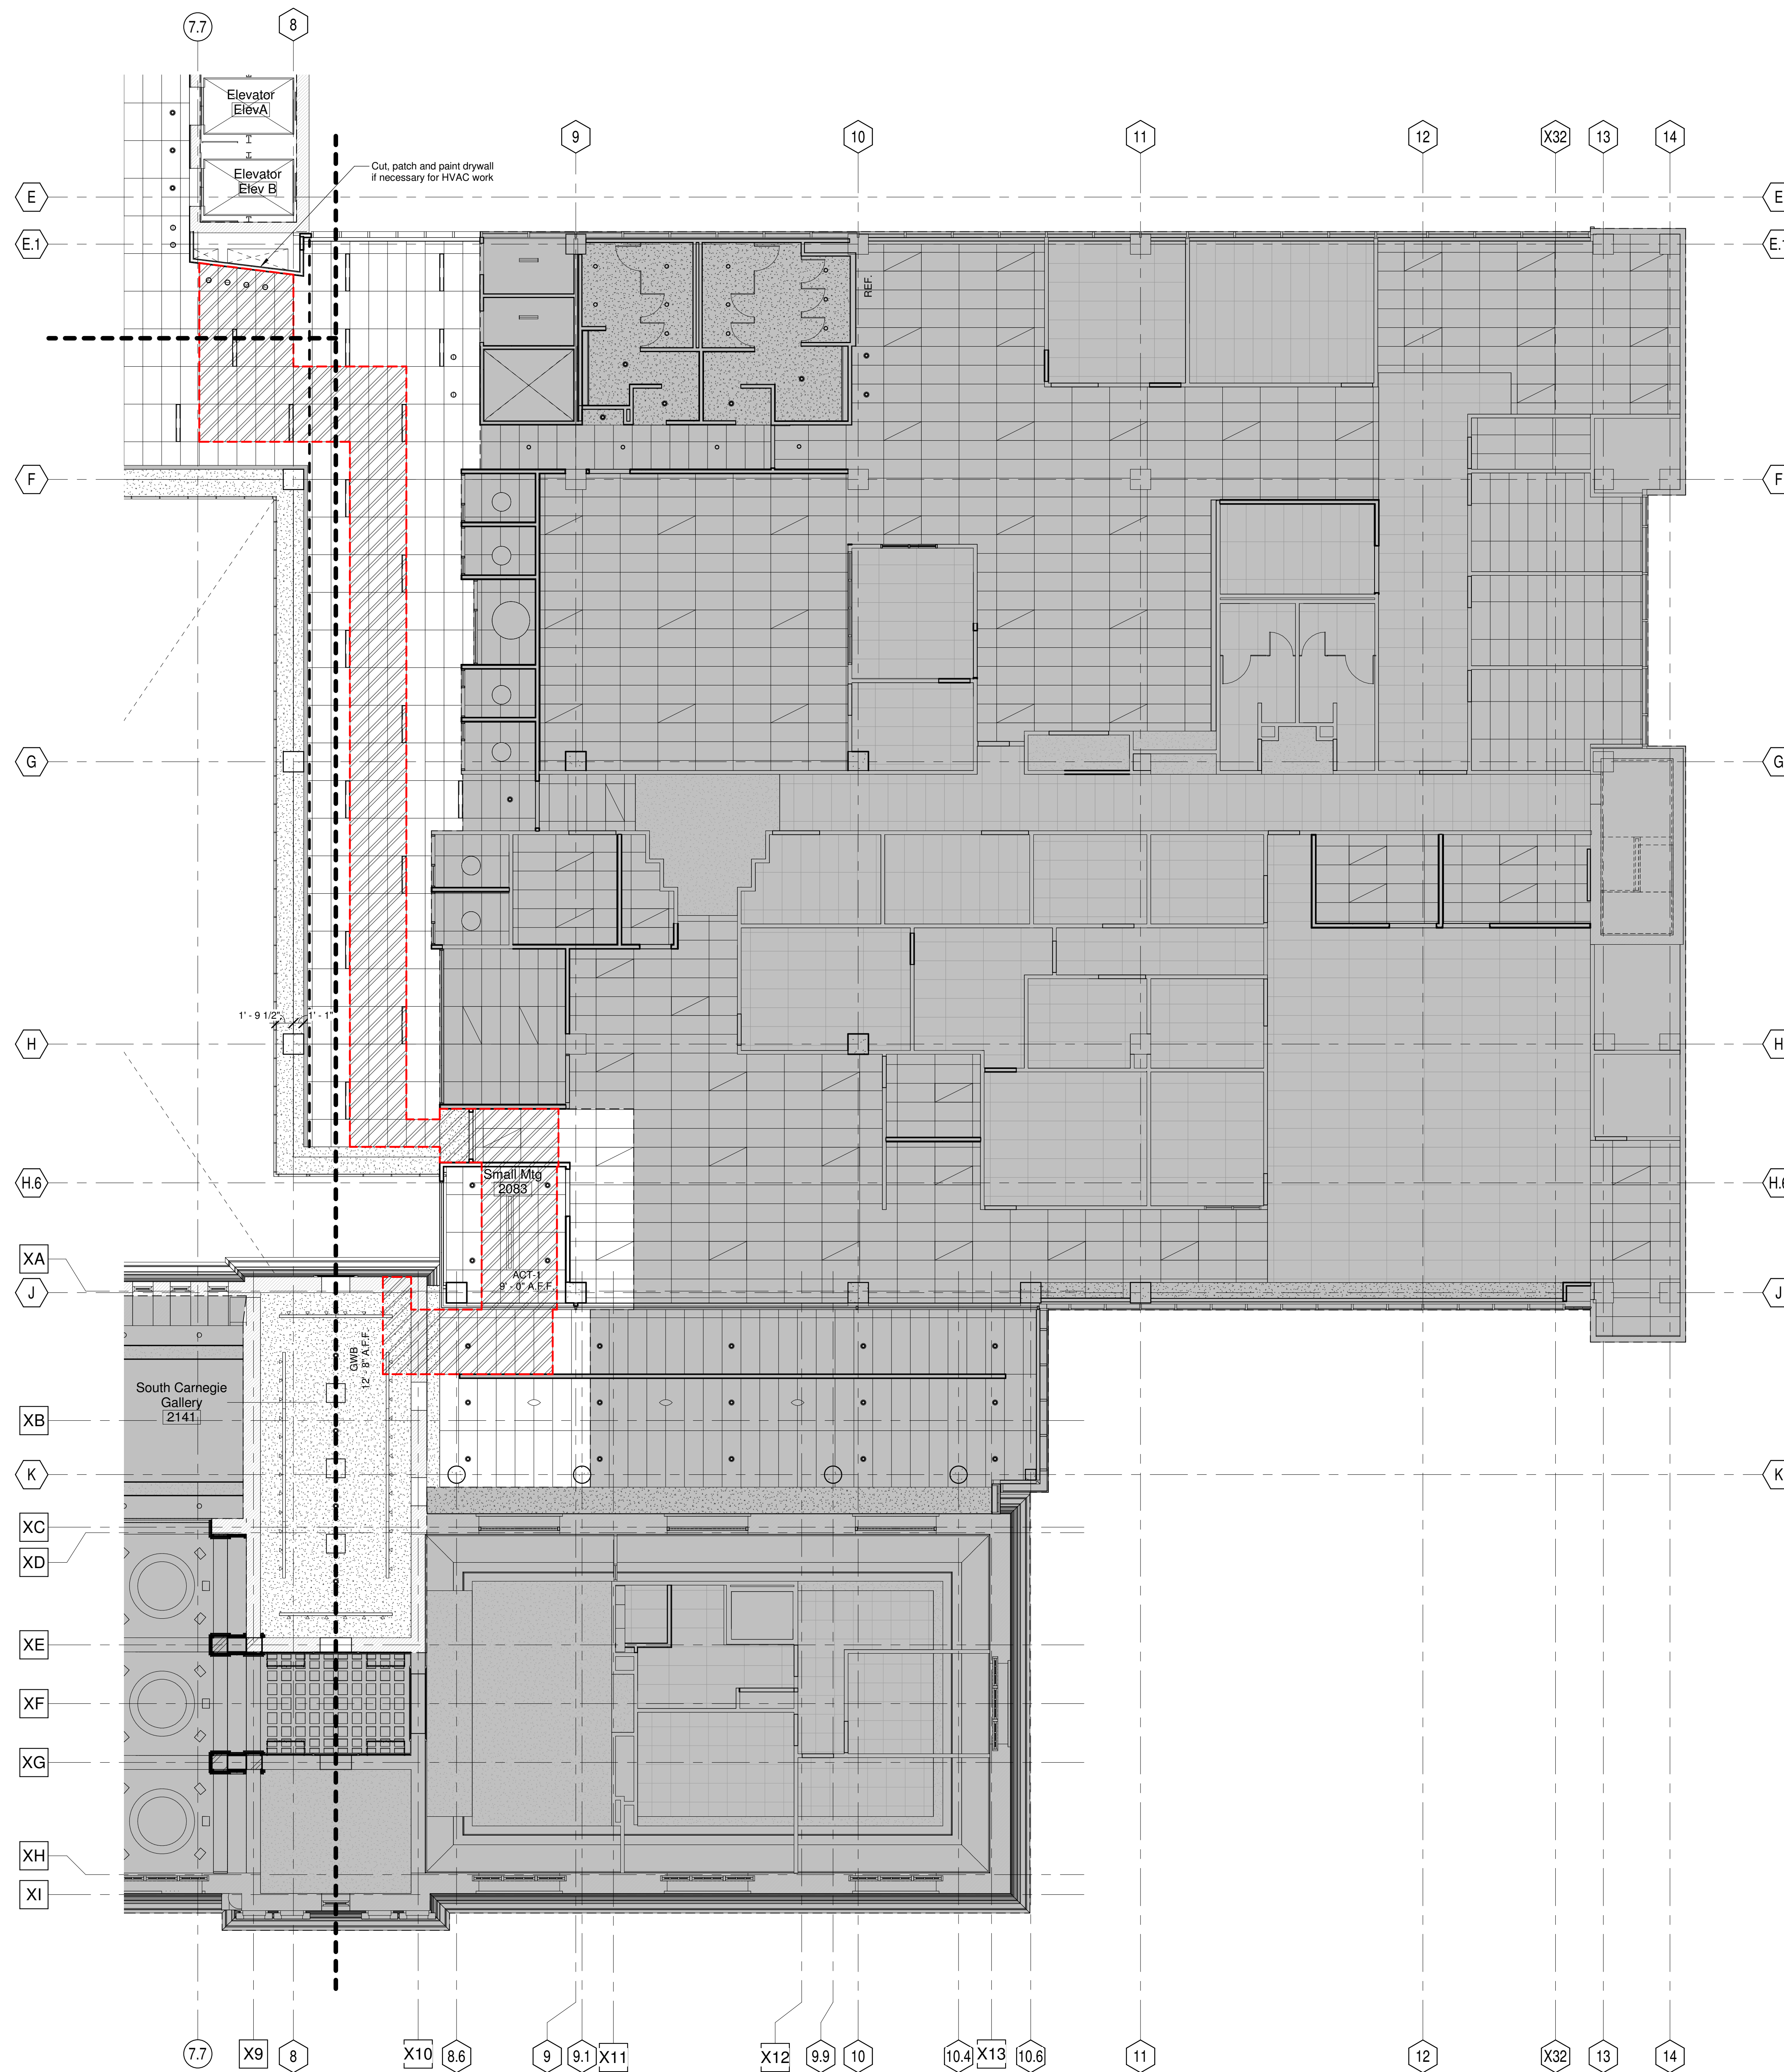 7.7
8
Elevator
ElevA
Elevator
Elev B
Cut, patch and paint drywall
if necessary for HVAC work
9
10
11
12
X32
13
14
E
E
E.1
E.1
REF.
F
F
G
G
1' - 9 1/2"
1' - 1"
H
H
Small Mtg
2083
H.6
H.6
XA
ACT-1
9' - 0" A.F.F.
J
J
GWB
12' - 8" A.F.F.
South Carnegie
Gallery
2141
XB
K
K
XC
XD
XE
XF
XG
XH
XI
7.7
X9
8
X10
8.6
9
9.1
X11
X12
9.9
10
10.4
X13
10.6
11
12
X32
13
14